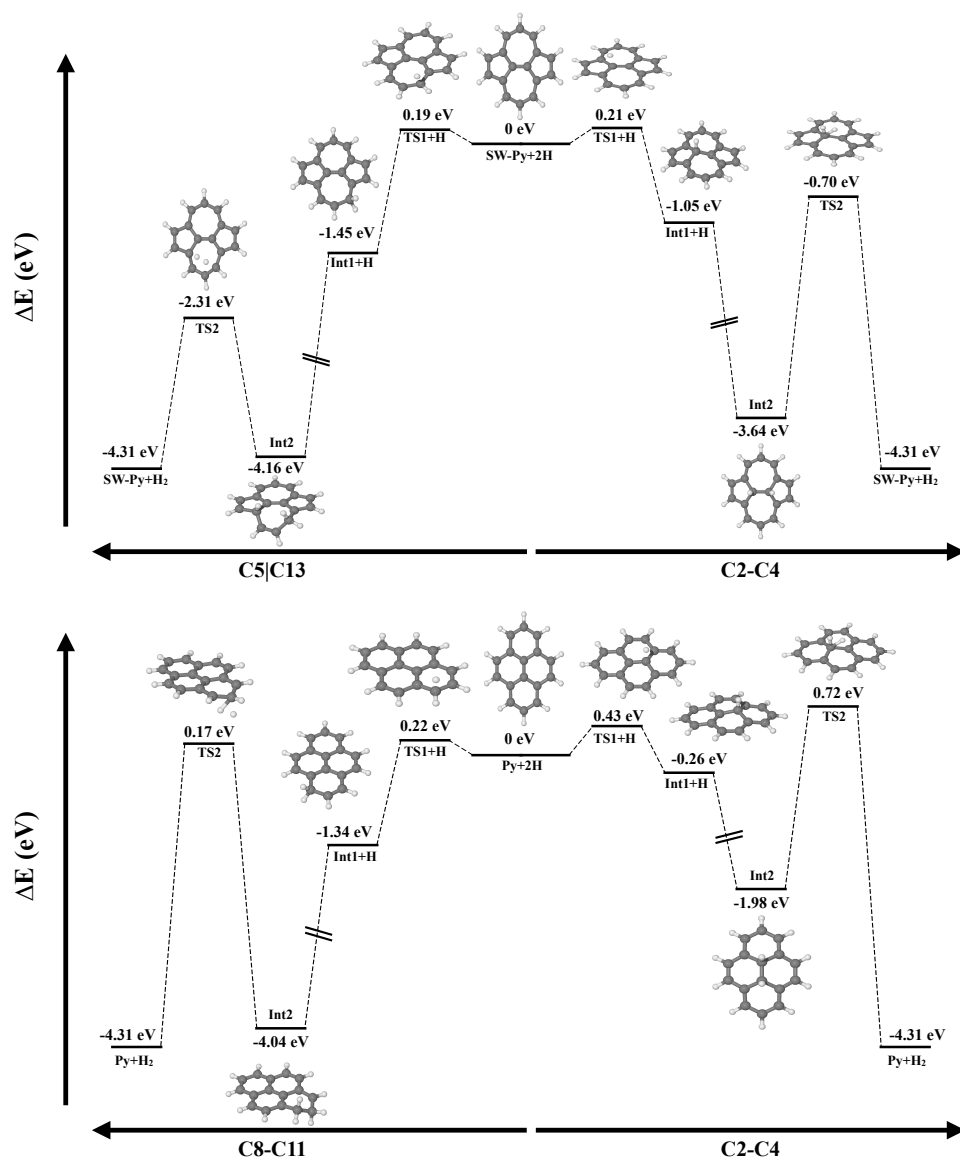 0.19 eV
TS1+H
0 eV
SW-Py+2H
0.21 eV
TS1+H
-0.70 eV
TS2
-1.05 eV
Int1+H
-1.45 eV
Int1+H
-2.31 eV
TS2
ΔE (eV)
Int2
-4.16 eV
-4.31 eV
SW-Py+H₂
Int2
-3.64 eV
-4.31 eV
SW-Py+H₂
C5|C13
C2-C4
0.17 eV
TS2
0.22 eV
TS1+H
0 eV
Py+2H
0.43 eV
TS1+H
0.72 eV
TS2
-0.26 eV
Int1+H
-1.34 eV
Int1+H
ΔE (eV)
Int2
-1.98 eV
Int2
-4.04 eV
-4.31 eV
Py+H₂
-4.31 eV
Py+H₂
C8-C11
C2-C4